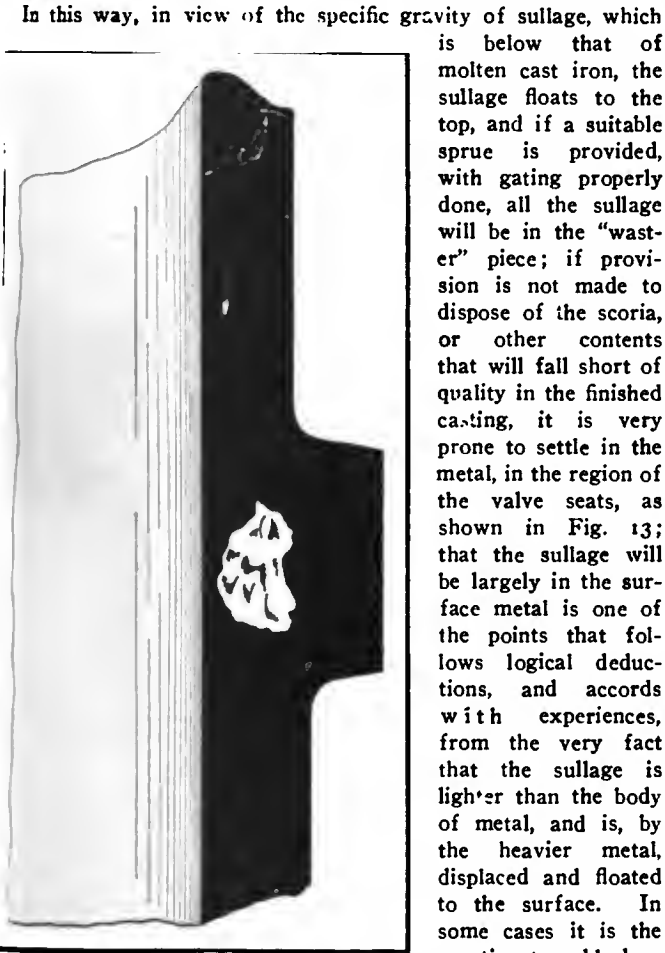 In this way, in view of the specific gravity of sullage, which
is below that of
molten cast iron, the
sullage floats to the
top, and if a suitable
sprue is provided,
with gating properly
done, all the sullage
will be in the "wast-
er" piece; if provi-
sion is not made to
dispose of the scoria,
or other contents
that will fall short of
quality in the finished
casting, it is very
prone to settle in the
metal, in the region of
the valve seats, as
shown in Fig. 13;
that the sullage will
be largely in the sur-
face metal is one of
the points that fol-
lows logical deduc-
tions, and accords
with experiences,
from the very fact
that the sullage is
lighter than the body
of metal, and is, by
the heavier metal,
displaced and floated
to the surface. In
some cases it is the